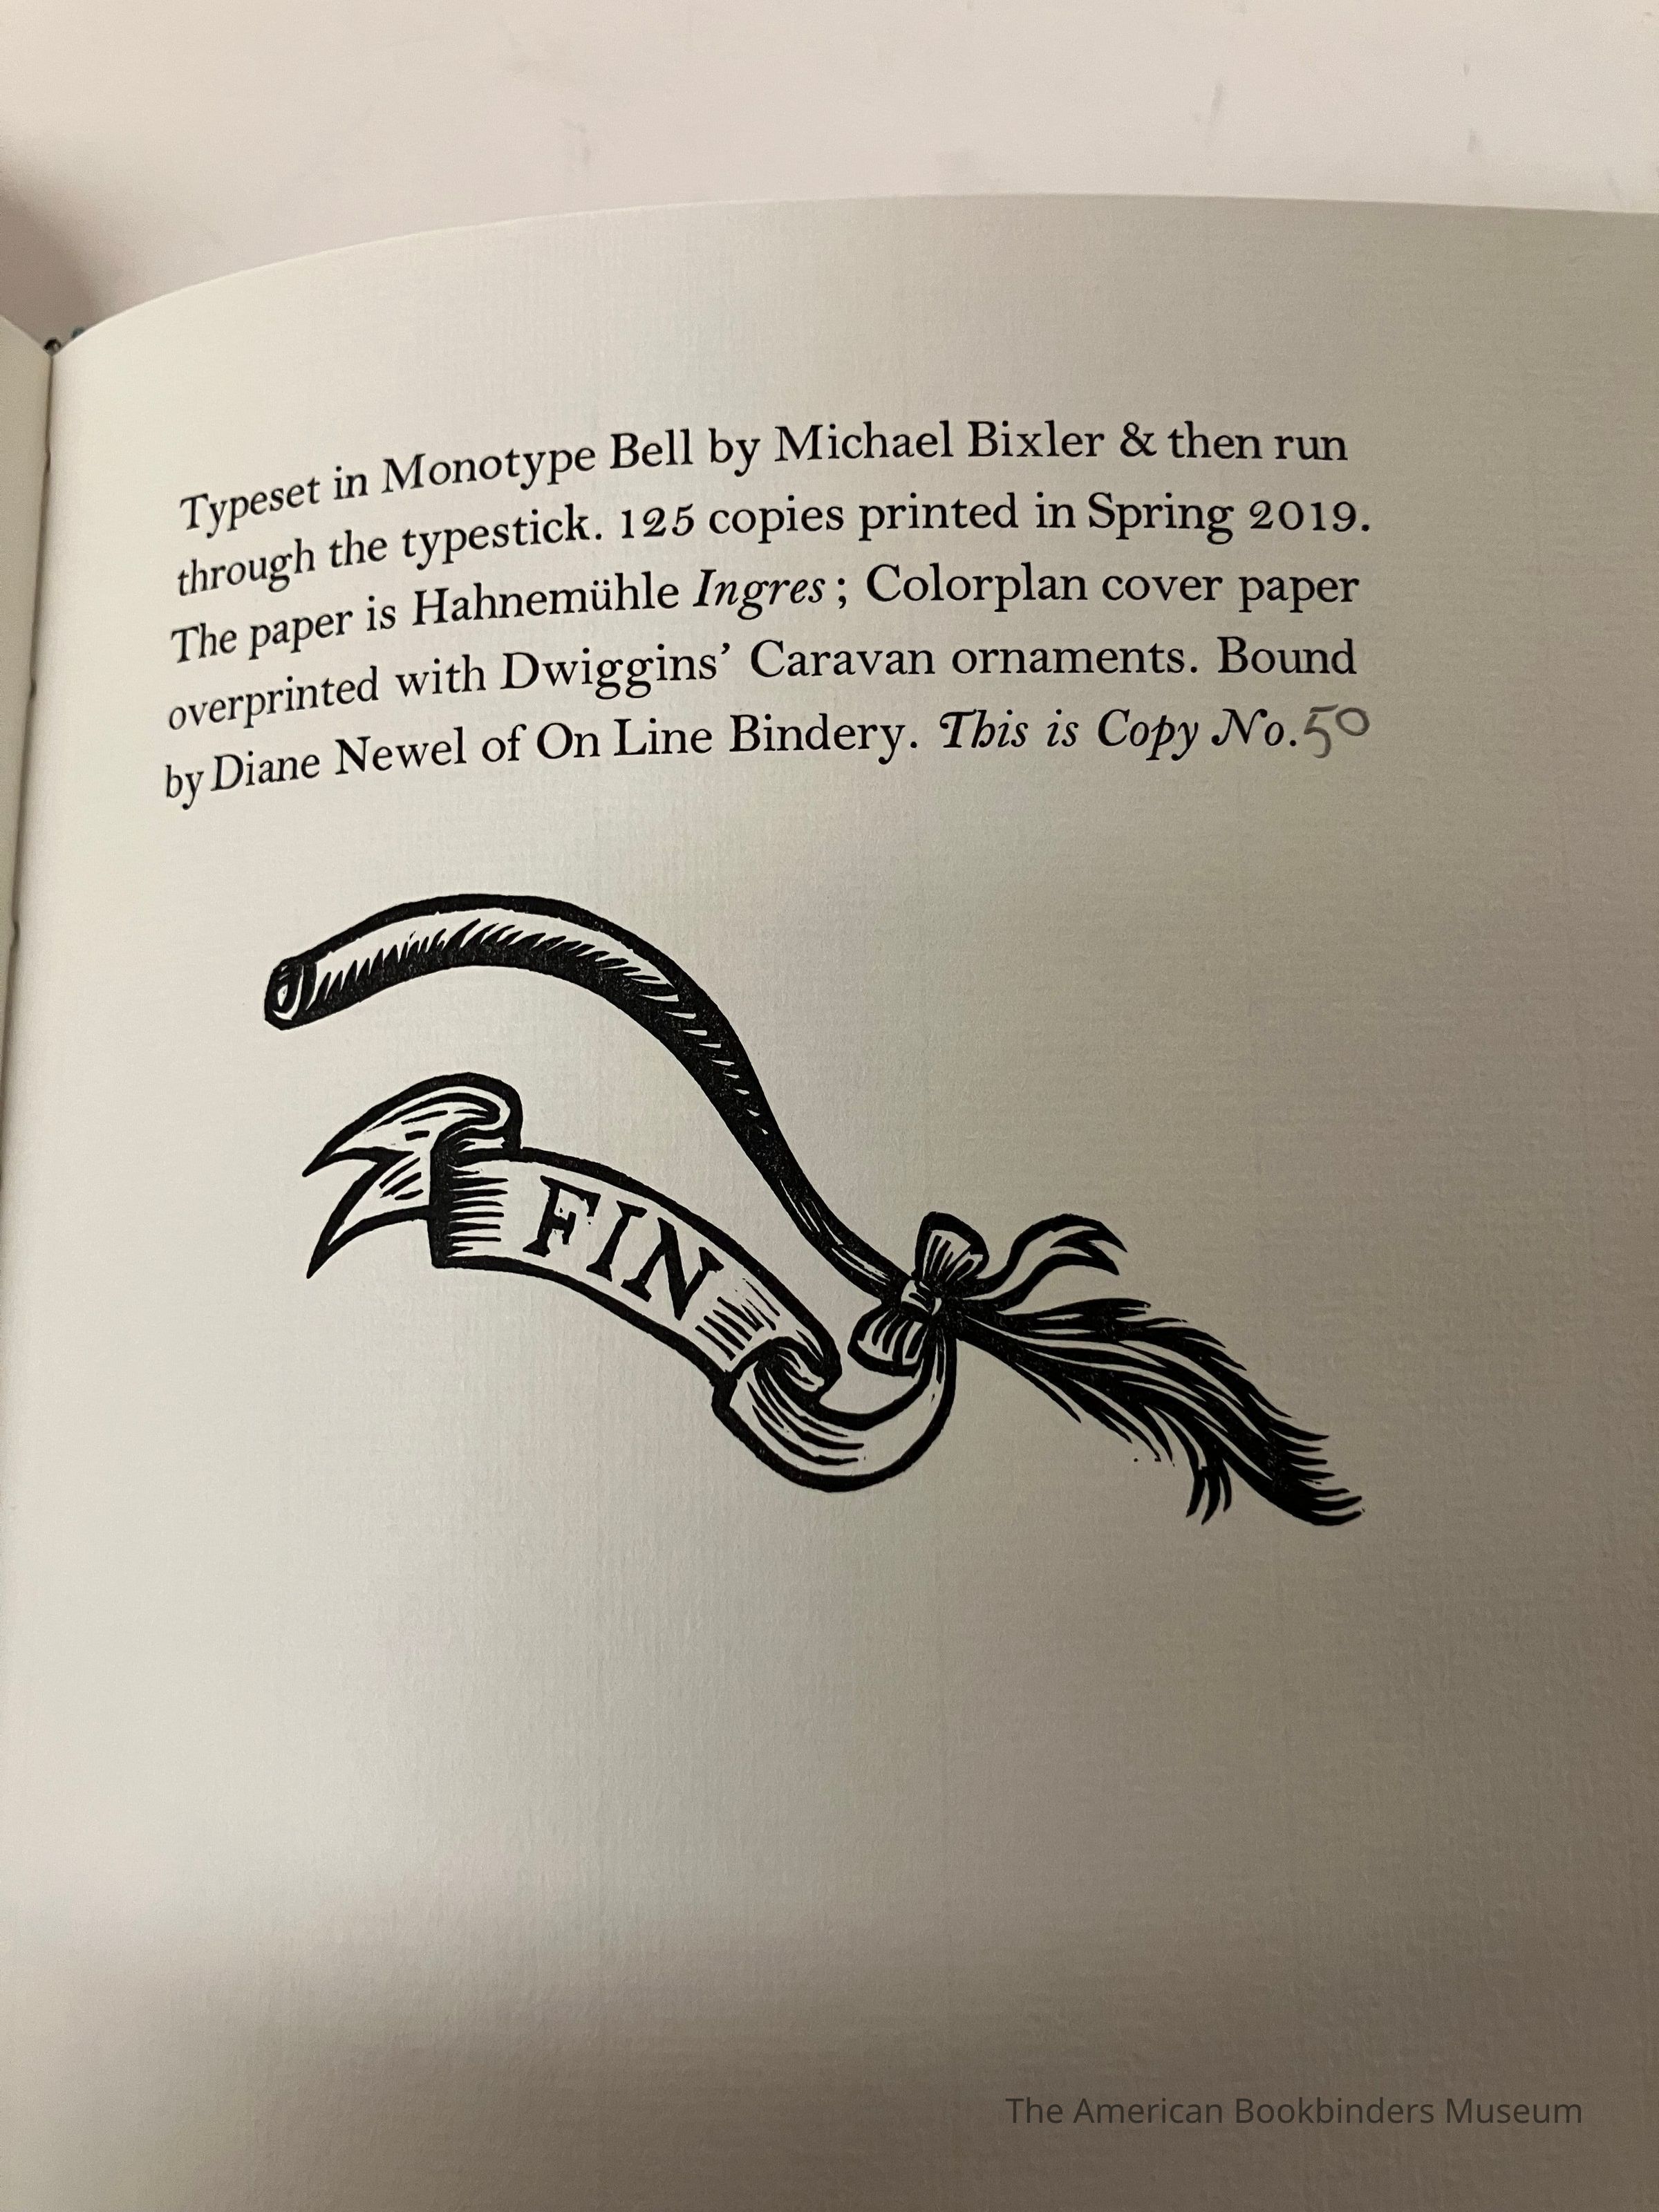 Typeset in Monotype Bell by Michael Bixler & then run
through the typestick. 125 copies printed in Spring 2019.
The paper is Hahnemühle Ingres; Colorplan cover paper
overprinted with Dwiggins’ Caravan ornaments. Bound
by Diane Newel of On Line Bindery. This is Copy No. 50
FIN
The American Bookbinders Museum